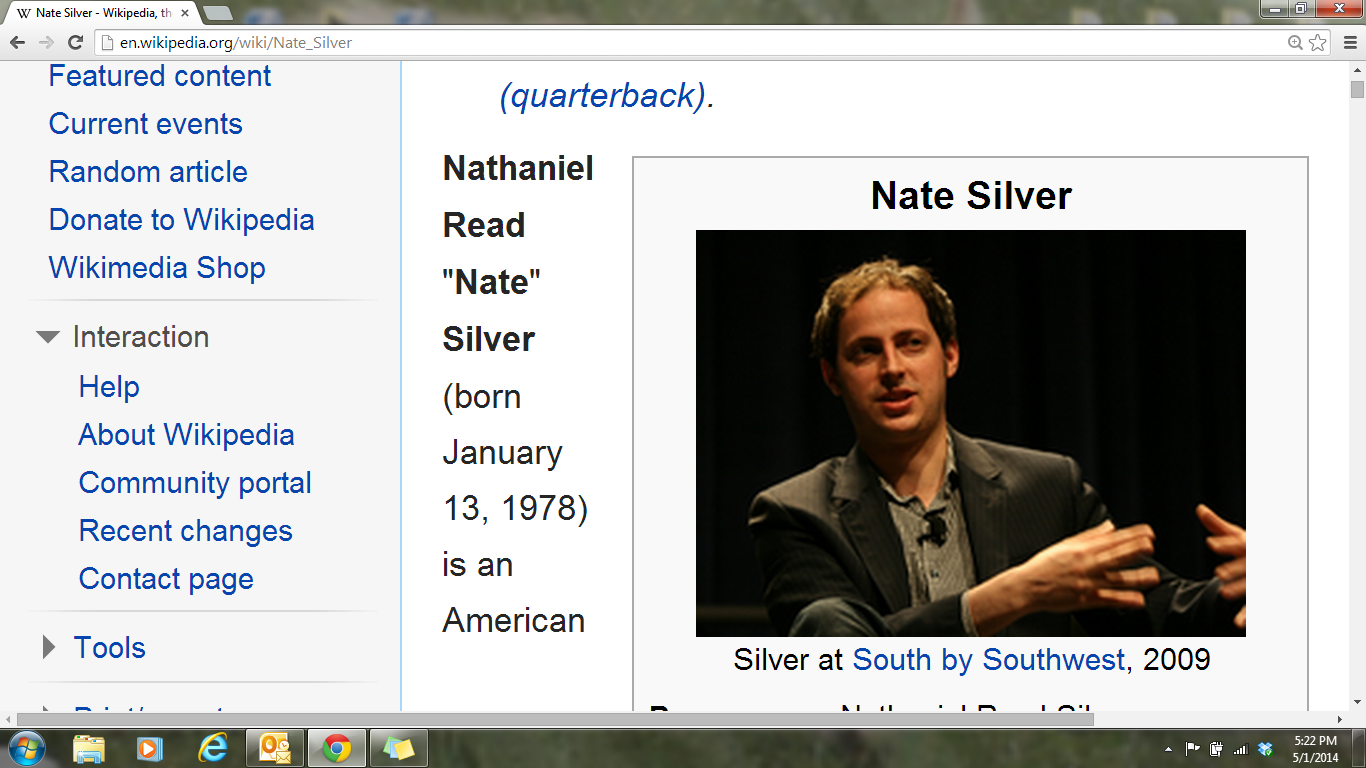 Nate Silver - Wikipedia, th
en.wikipedia.org/wiki/Nate_Silver
Featured content
Current events
Random article
Donate to Wikipedia
Wikimedia Shop
Interaction
Help
About Wikipedia
Community portal
Recent changes
Contact page
Tools
(quarterback).
Nathaniel
Read
"Nate"
Silver
(born
January
13, 1978)
is an
American
Nate Silver
Silver at South by Southwest, 2009
Nathaniel Read
5:22 PM
5/1/2014